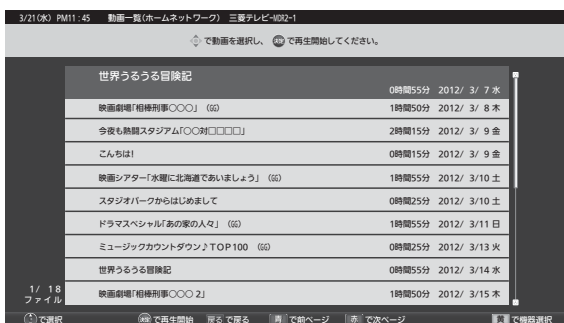 3/21(水) PM11:45 動画一覧(ホームネットワーク) 三菱テレビ-MDR2-1
で動画を選択し、 決定 で再生開始してください。
世界うるうる冒険記
0時間55分 2012/ 3/ 7 水
映画劇場「相棒刑事〇〇〇」 (GG) 1時間50分 2012/ 3/ 8 木
今夜も熱闘スタジアム「〇〇対□□□□」 2時間15分 2012/ 3/ 9 金
こんちは! 0時間15分 2012/ 3/ 9 金
映画シアター「水曜に北海道であいましょう」 (GG) 1時間55分 2012/ 3/10 土
スタジオパークからはじめまして 0時間25分 2012/ 3/10 土
ドラマスペシャル「あの家の人々」 (GG) 1時間55分 2012/ 3/11 日
ミュージックカウントダウン♪TOP100 (GG) 0時間25分 2012/ 3/13 火
世界うるうる冒険記 0時間55分 2012/ 3/14 水
映画劇場「相棒刑事〇〇〇 2」 1時間50分 2012/ 3/15 木
1/ 18
ファイル
で選択 決定 で再生開始 戻る で戻る 青 で前ページ 赤 で次ページ 黄 で機器選択